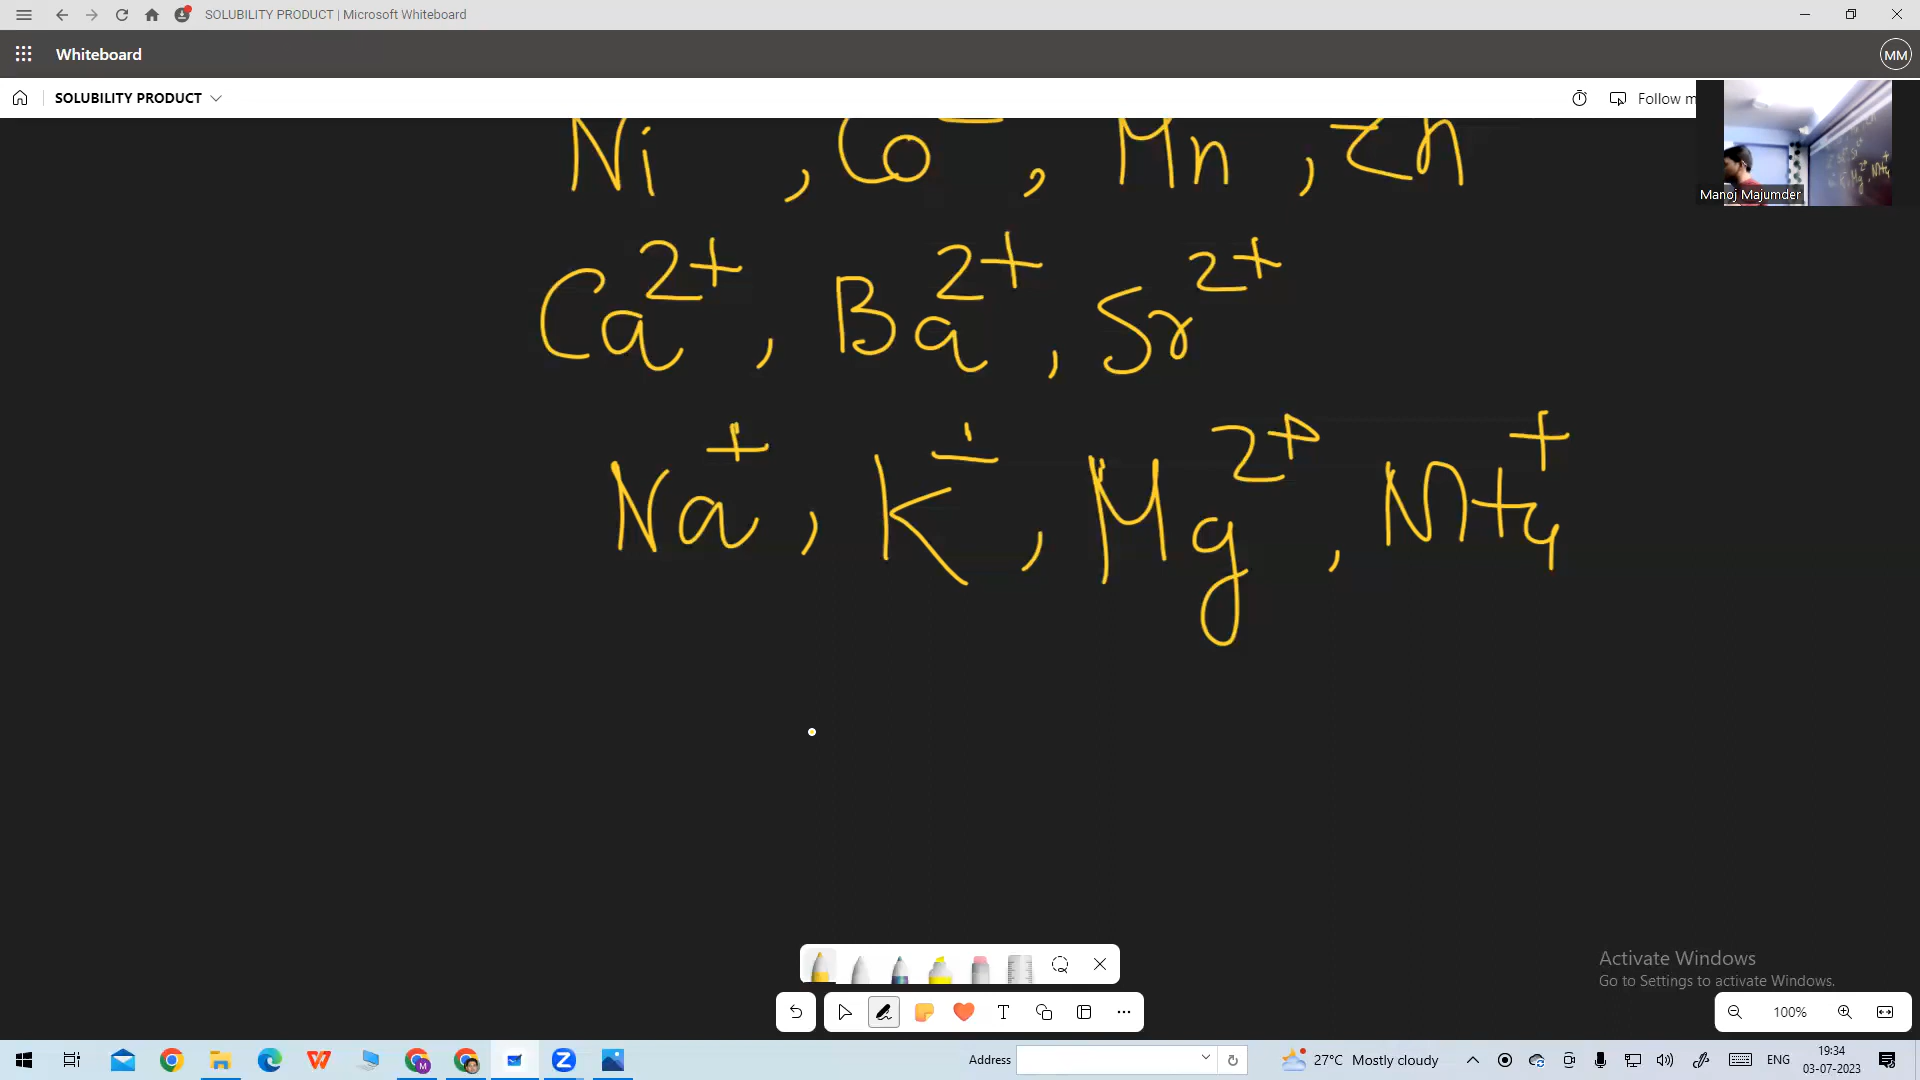 SOLUBILITY PRODUCT | Microsoft Whiteboard
Whiteboard
MM
SOLUBILITY PRODUCT
Follow m
Manoj Majumder
Ni , Co , Mn , Zn
Ca2+ , Ba2+ , Sr2+
Na+ , K+ , Mg2+ , NH4+
Activate Windows
Go to Settings to activate Windows.
100%
Address
27°C Mostly cloudy
ENG
19:34
03-07-2023